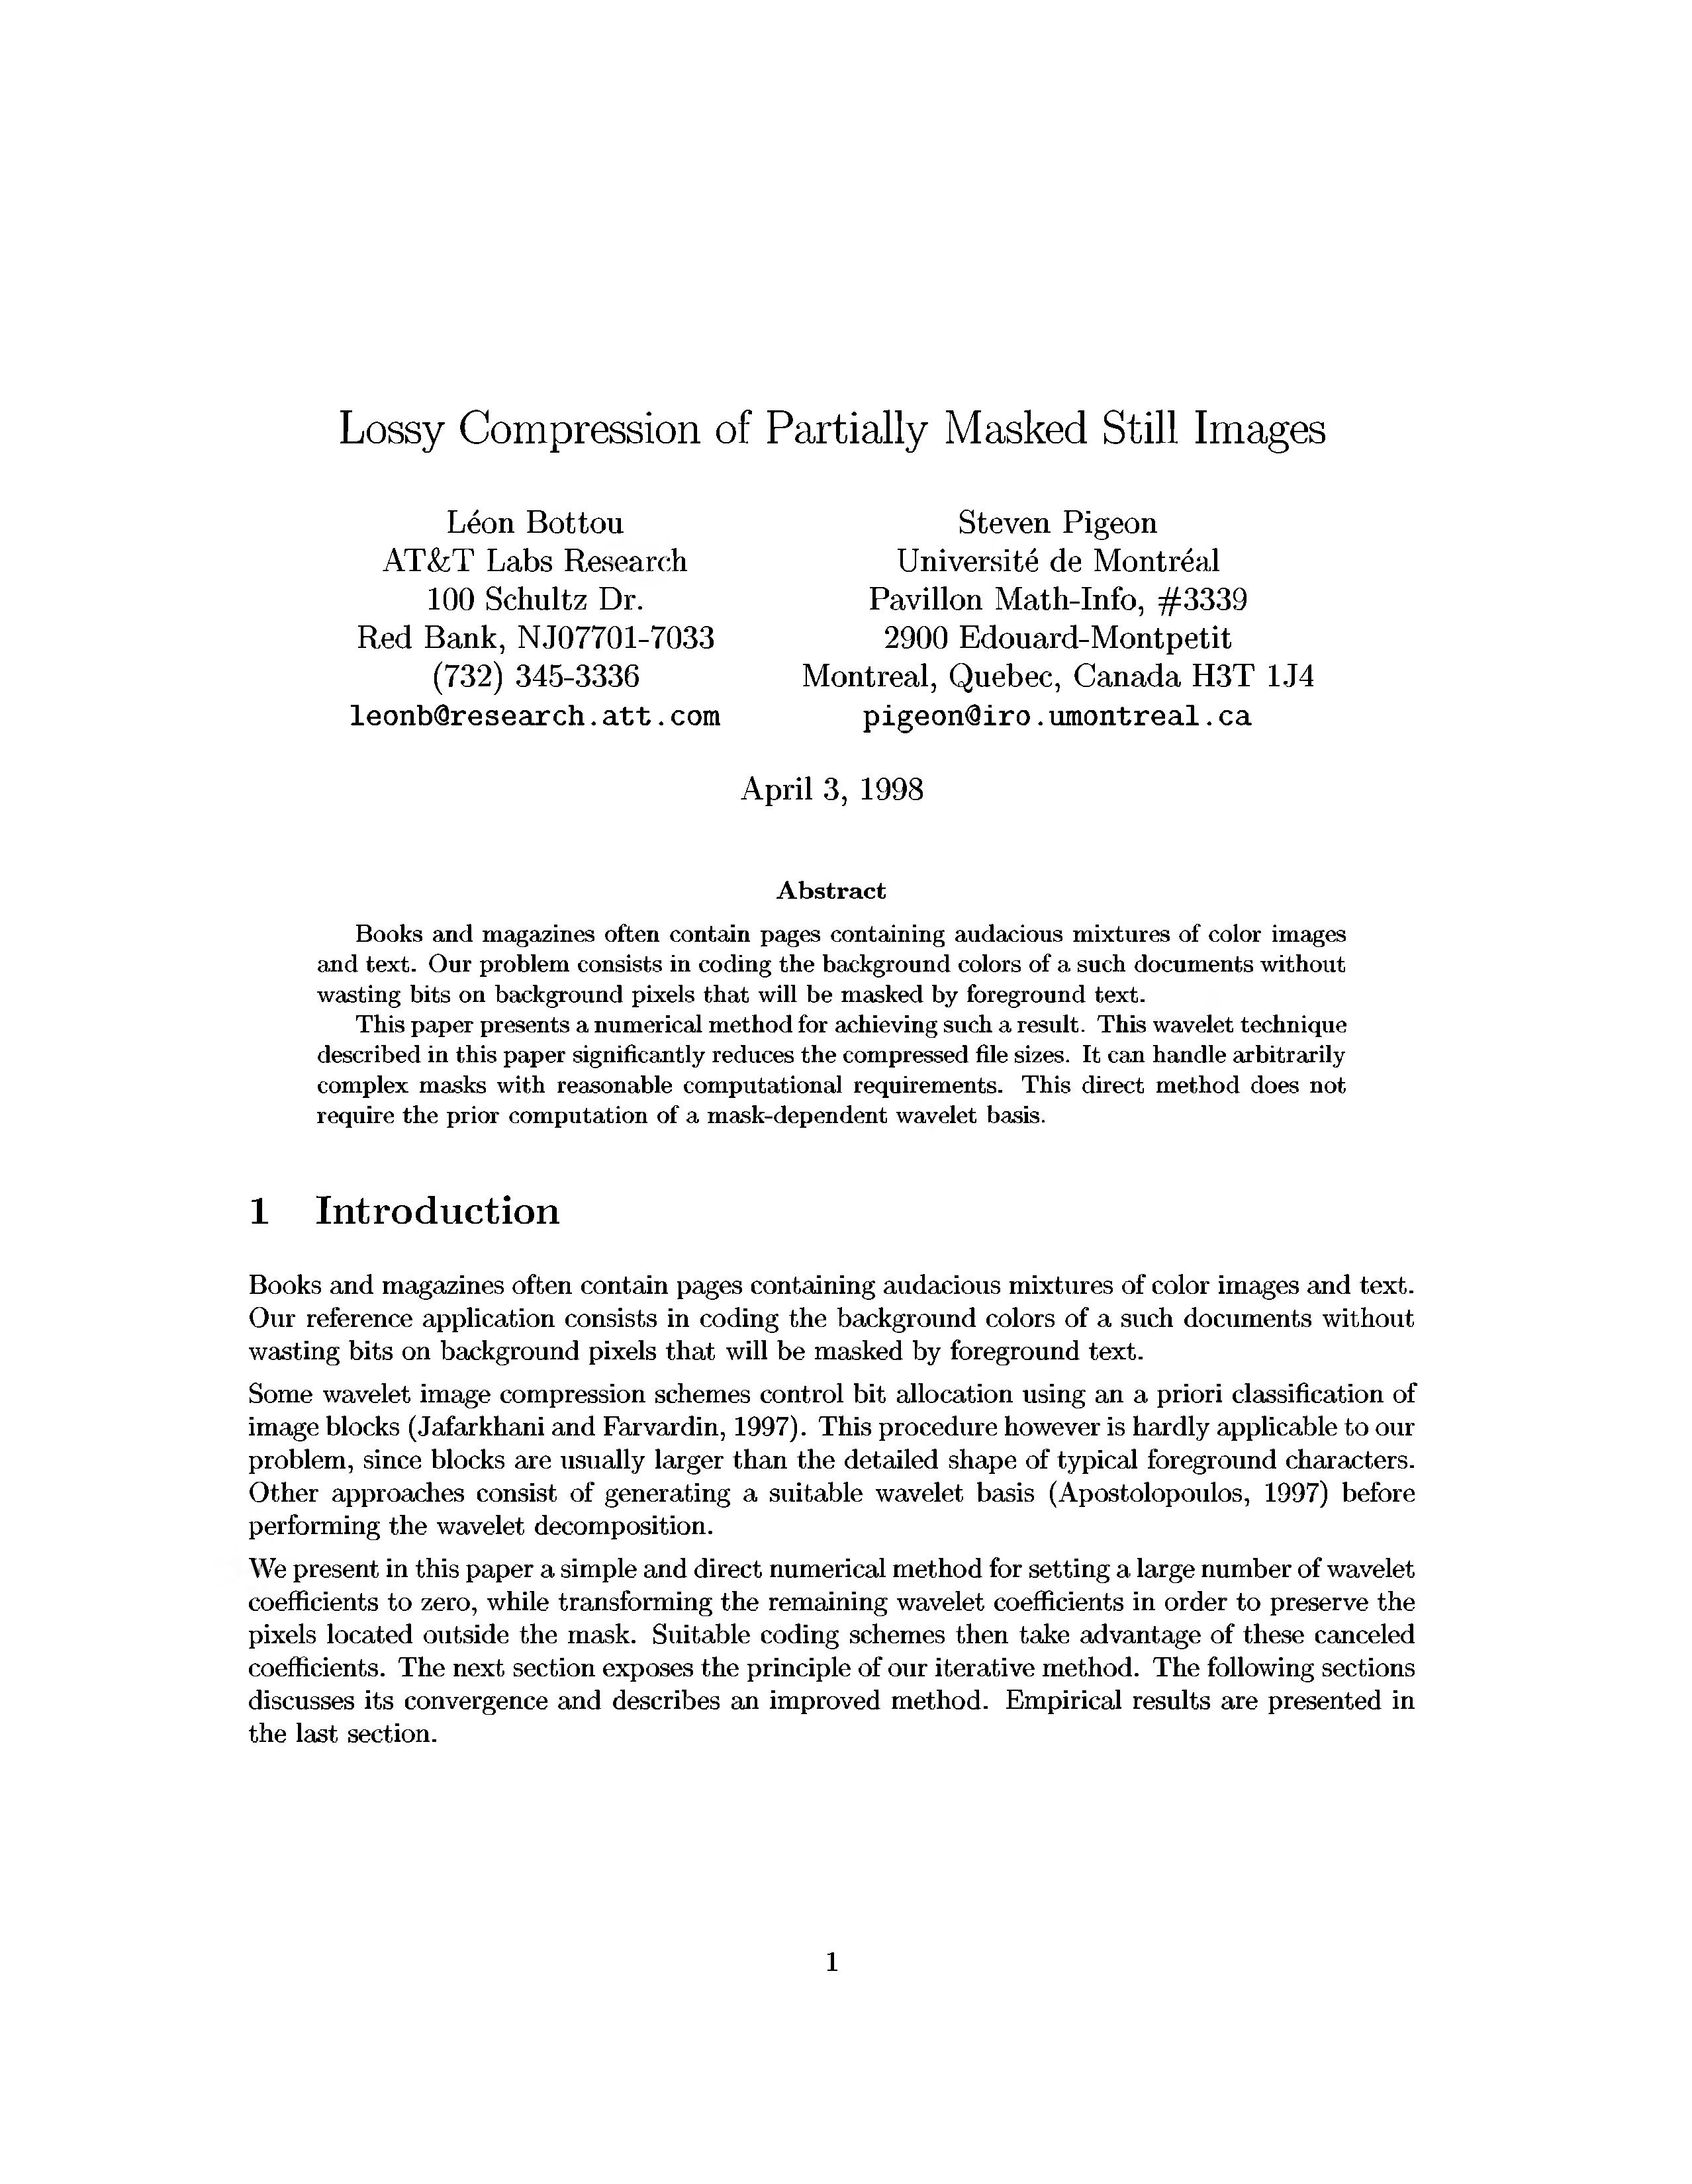 Lossy Compression of Partially Masked Still Images
Léon Bottou
AT&T Labs Research
100 Schultz Dr.
Red Bank, NJ07701-7033
(732) 345-3336
leonb@research.att.com
Steven Pigeon
Université de Montréal
Pavillon Math-Info, #3339
2900 Edouard-Montpetit
Montreal, Quebec, Canada H3T 1J4
pigeon@iro.umontreal.ca
April 3, 1998
Abstract
Books and magazines often contain pages containing audacious mixtures of color images
and text. Our problem consists in coding the background colors of a such documents without
wasting bits on background pixels that will be masked by foreground text.
This paper presents a numerical method for achieving such a result. This wavelet technique
described in this paper significantly reduces the compressed file sizes. It can handle arbitrarily
complex masks with reasonable computational requirements. This direct method does not
require the prior computation of a mask-dependent wavelet basis.
1 Introduction
Books and magazines often contain pages containing audacious mixtures of color images and text.
Our reference application consists in coding the background colors of a such documents without
wasting bits on background pixels that will be masked by foreground text.
Some wavelet image compression schemes control bit allocation using an a priori classification of
image blocks (Jafarkhani and Farvardin, 1997). This procedure however is hardly applicable to our
problem, since blocks are usually larger than the detailed shape of typical foreground characters.
Other approaches consist of generating a suitable wavelet basis (Apostolopoulos, 1997) before
performing the wavelet decomposition.
We present in this paper a simple and direct numerical method for setting a large number of wavelet
coefficients to zero, while transforming the remaining wavelet coefficients in order to preserve the
pixels located outside the mask. Suitable coding schemes then take advantage of these canceled
coefficients. The next section exposes the principle of our iterative method. The following sections
discusses its convergence and describes an improved method. Empirical results are presented in
the last section.
1